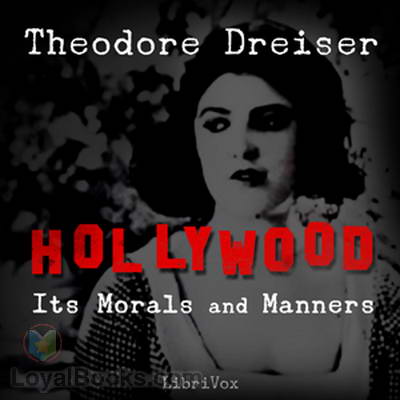 Theodore Dreiser
HOLLYWOOD
Its Morals and Manners
LoyalBooks.com
LibriVox